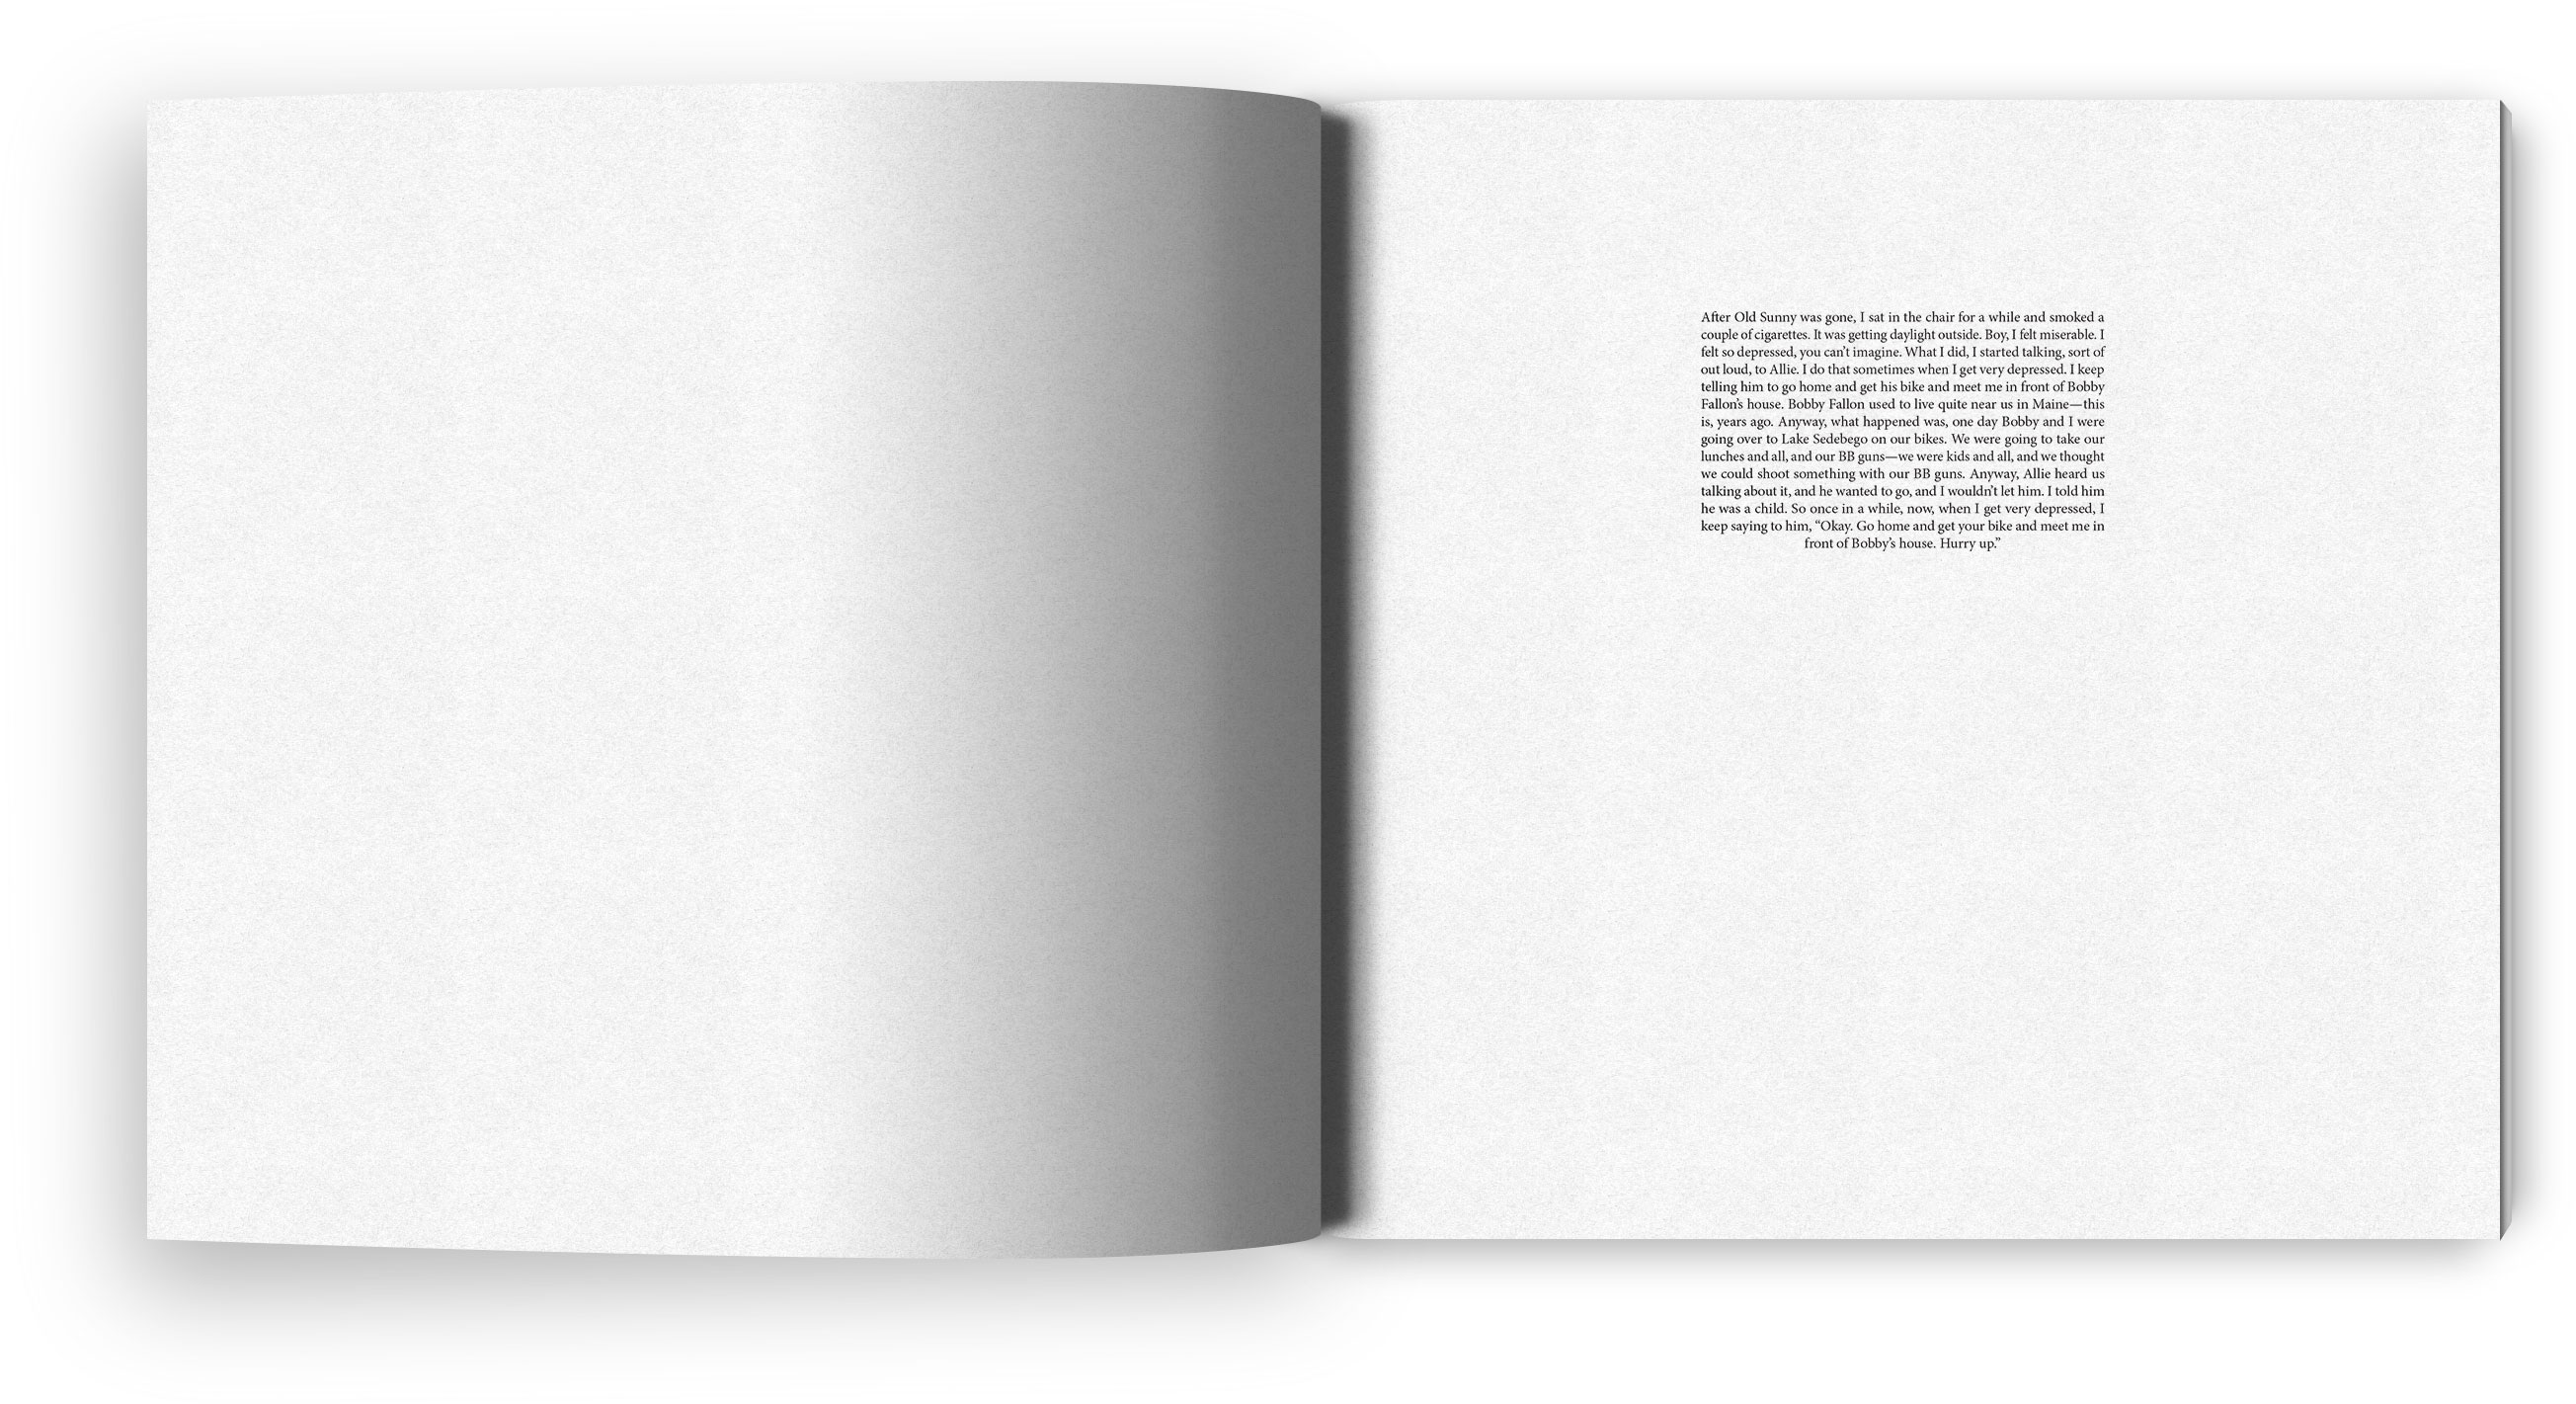 After Old Sunny was gone, I sat in the chair for a while and smoked a
couple of cigarettes. It was getting daylight outside. Boy, I felt miserable. I
felt so depressed, you can’t imagine. What I did, I started talking, sort of
out loud, to Allie. I do that sometimes when I get very depressed. I keep
telling him to go home and get his bike and meet me in front of Bobby
Fallon’s house. Bobby Fallon used to live quite near us in Maine—this
is, years ago. Anyway, what happened was, one day Bobby and I were
going over to Lake Sedebego on our bikes. We were going to take our
lunches and all, and our BB guns—we were kids and all, and we thought
we could shoot something with our BB guns. Anyway, Allie heard us
talking about it, and he wanted to go, and I wouldn’t let him. I told him
he was a child. So once in a while, now, when I get very depressed, I
keep saying to him, “Okay. Go home and get your bike and meet me in
front of Bobby’s house. Hurry up.”